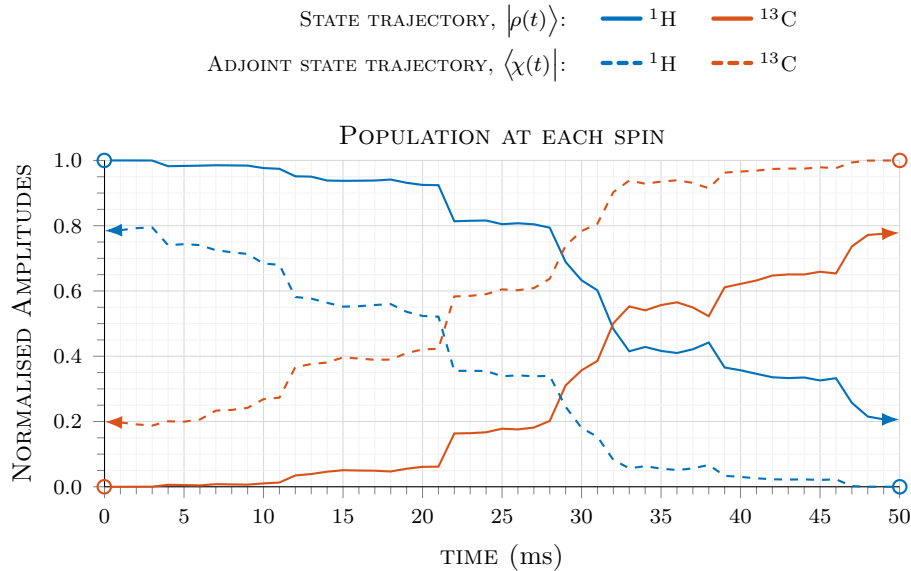 State trajectory, |ρ(t)⟩: ¹H ¹³C
Adjoint state trajectory, ⟨χ(t)|: ¹H ¹³C
Population at each spin
Normalised Amplitudes
1.0
0.8
0.6
0.4
0.2
0.0
0 5 10 15 20 25 30 35 40 45 50
time (ms)